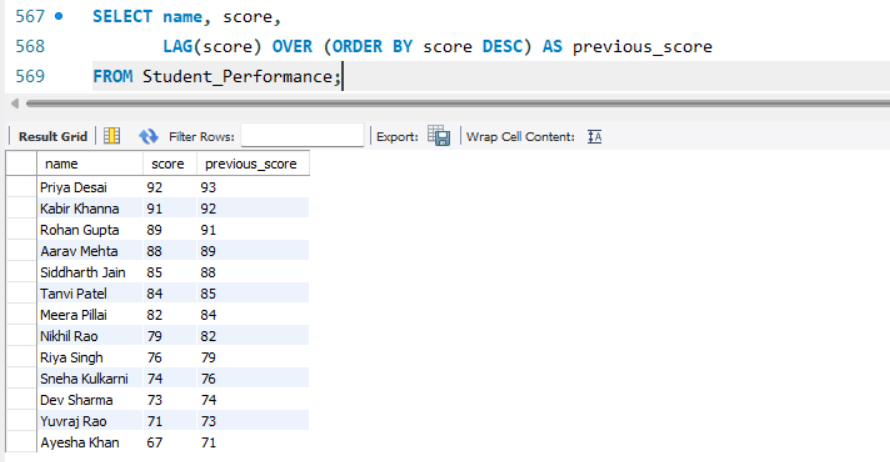 567 SELECT name, score,
568 LAG(score) OVER (ORDER BY score DESC) AS previous_score
569 FROM Student_Performance;
Result Grid Filter Rows: Export: Wrap Cell Content: IA
name score previous_score
Priya Desai 92 93
Kabir Khanna 91 92
Rohan Gupta 89 91
Aarav Mehta 88 89
Siddharth Jain 85 88
Tanvi Patel 84 85
Meera Pillai 82 84
Nikhil Rao 79 82
Riya Singh 76 79
Sneha Kulkarni 74 76
Dev Sharma 73 74
Yuvraj Rao 71 73
Ayesha Khan 67 71